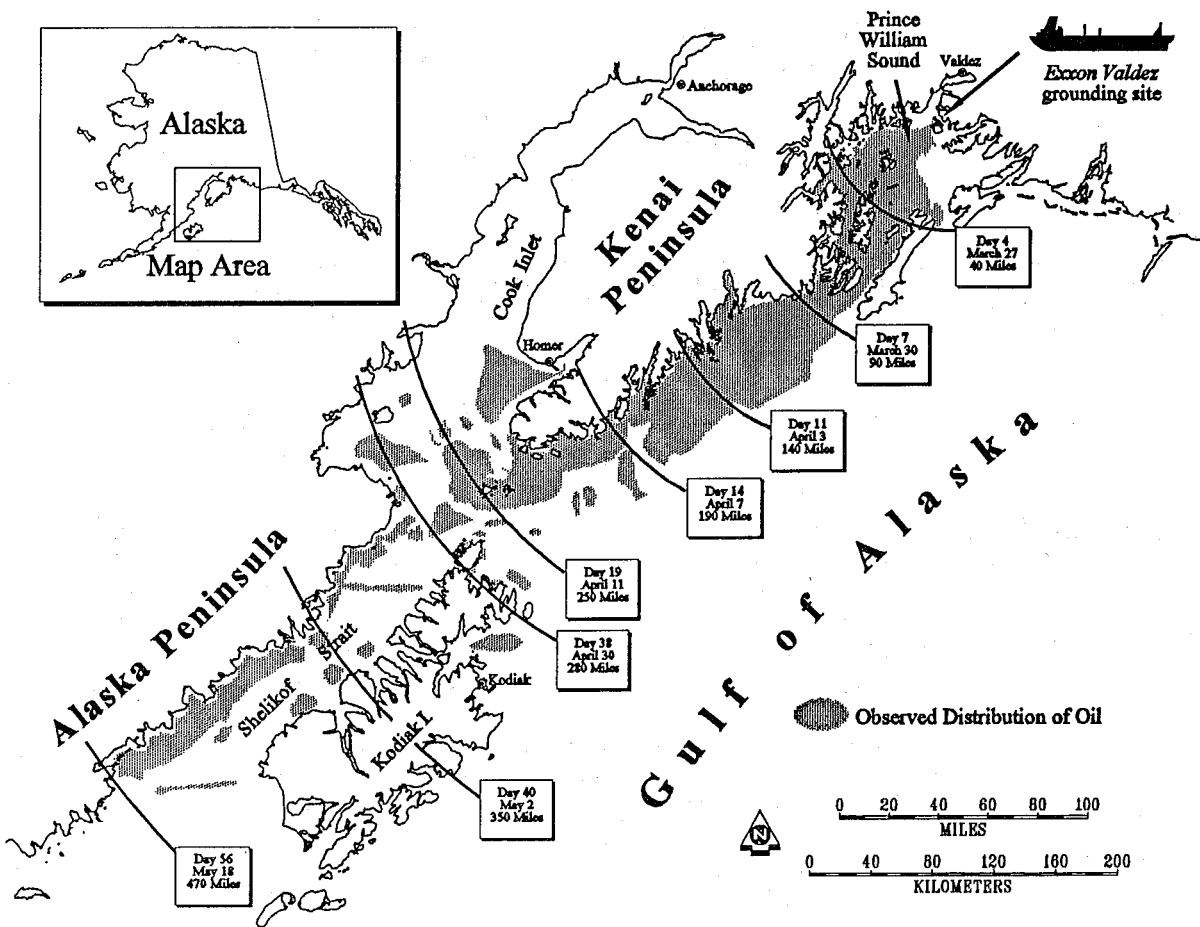 Alaska
Map Area
Prince
William
Sound
Valdez
Exxon Valdez
grounding site
Anchorage
Kenai
Peninsula
Cook Inlet
Homer
Day 4
March 27
40 Miles
Day 7
March 30
90 Miles
Day 11
April 3
140 Miles
Day 14
April 7
190 Miles
Day 19
April 11
250 Miles
Day 38
April 30
280 Miles
Gulf of Alaska
Alaska Peninsula
Shelikof Strait
Kodiak
Kodiak I.
Day 40
May 2
350 Miles
Day 56
May 18
470 Miles
Observed Distribution of Oil
N
0 20 40 60 80 100
MILES
0 40 80 120 160 200
KILOMETERS